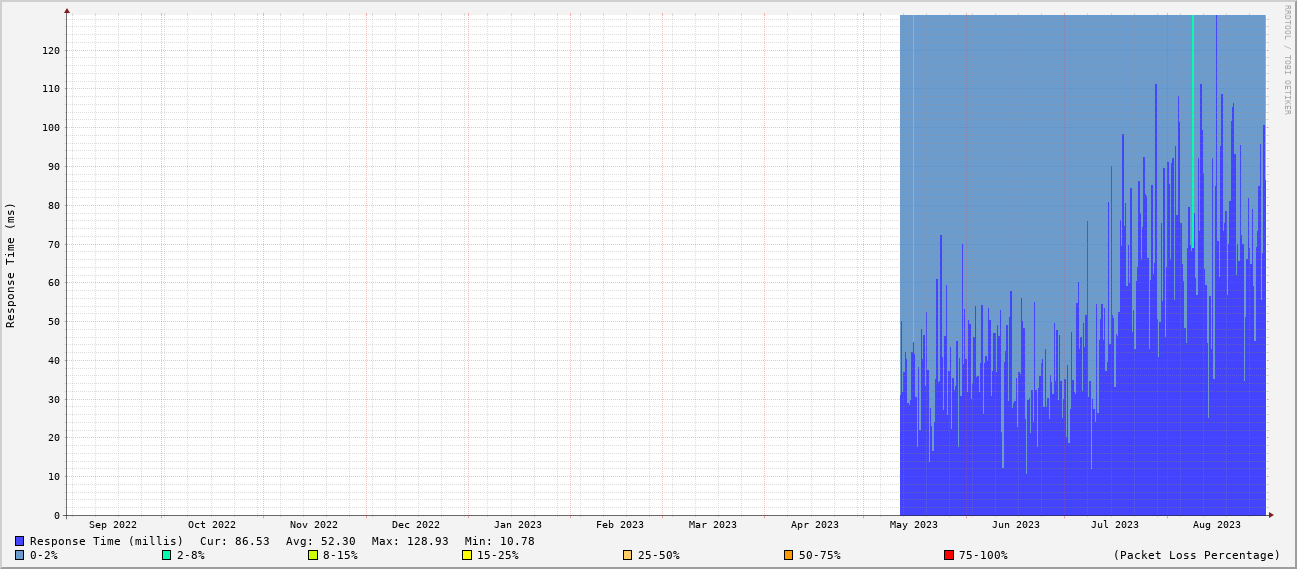 RRDTOOL / TOBI OETIKER
Response Time (ms)
120
110
100
90
80
70
60
50
40
30
20
10
0
Sep 2022 Oct 2022 Nov 2022 Dec 2022 Jan 2023 Feb 2023 Mar 2023 Apr 2023 May 2023 Jun 2023 Jul 2023 Aug 2023
Response Time (millis) Cur: 86.53 Avg: 52.30 Max: 128.93 Min: 10.78
0-2% 2-8% 8-15% 15-25% 25-50% 50-75% 75-100% (Packet Loss Percentage)